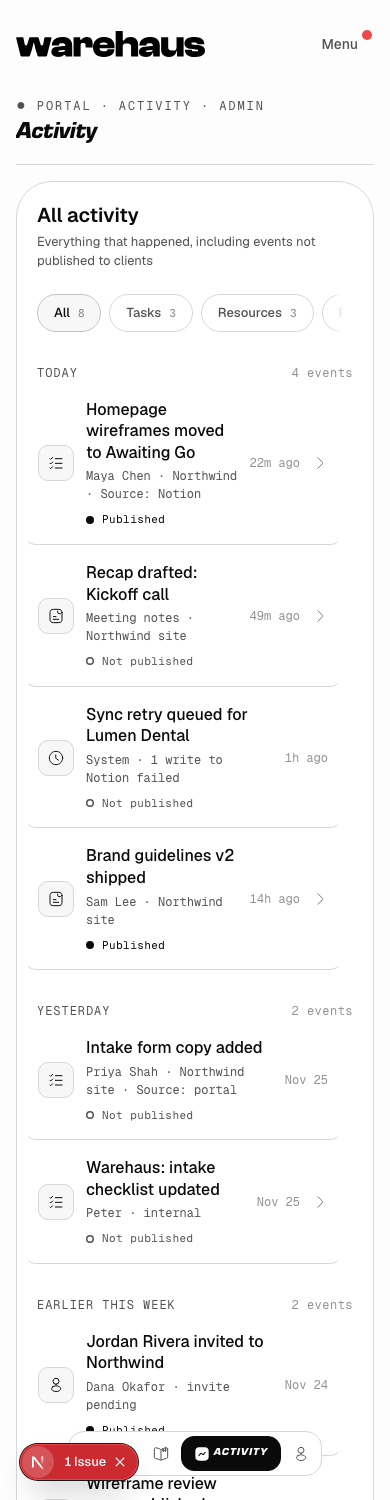 warehaus
Menu
PORTAL · ACTIVITY · ADMIN
Activity
All activity
Everything that happened, including events not
published to clients
All 8
Tasks 3
Resources 3
TODAY
4 events
Homepage
wireframes moved
to Awaiting Go
Maya Chen · Northwind
· Source: Notion
Published
22m ago
Recap drafted:
Kickoff call
Meeting notes ·
Northwind site
Not published
49m ago
Sync retry queued for
Lumen Dental
System · 1 write to
Notion failed
Not published
1h ago
Brand guidelines v2
shipped
Sam Lee · Northwind
site
Published
14h ago
YESTERDAY
2 events
Intake form copy added
Priya Shah · Northwind
site · Source: portal
Not published
Nov 25
Warehaus: intake
checklist updated
Peter · internal
Not published
Nov 25
EARLIER THIS WEEK
2 events
Jordan Rivera invited to
Northwind
Dana Okafor · invite
pending
Published
Nov 24
N
1 Issue
ACTIVITY
Wireframe review